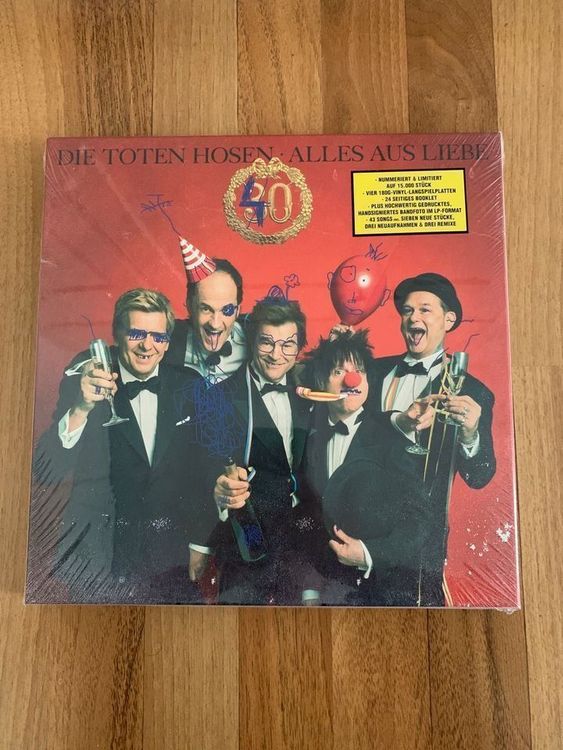 DIE TOTEN HOSEN · ALLES AUS LIEBE
40
· NUMMERIERT & LIMITIERT
AUF 15.000 STÜCK
· VIER 180G-VINYL-LANGSPIELPLATTEN
· 24 SEITIGES BOOKLET
· PLUS HOCHWERTIG GEDRUCKTES,
HANDSIGNIERTES BANDFOTO IM LP-FORMAT
· 43 SONGS INC. SIEBEN NEUE STÜCKE,
DREI NEUAUFNAHMEN & DREI REMIXE